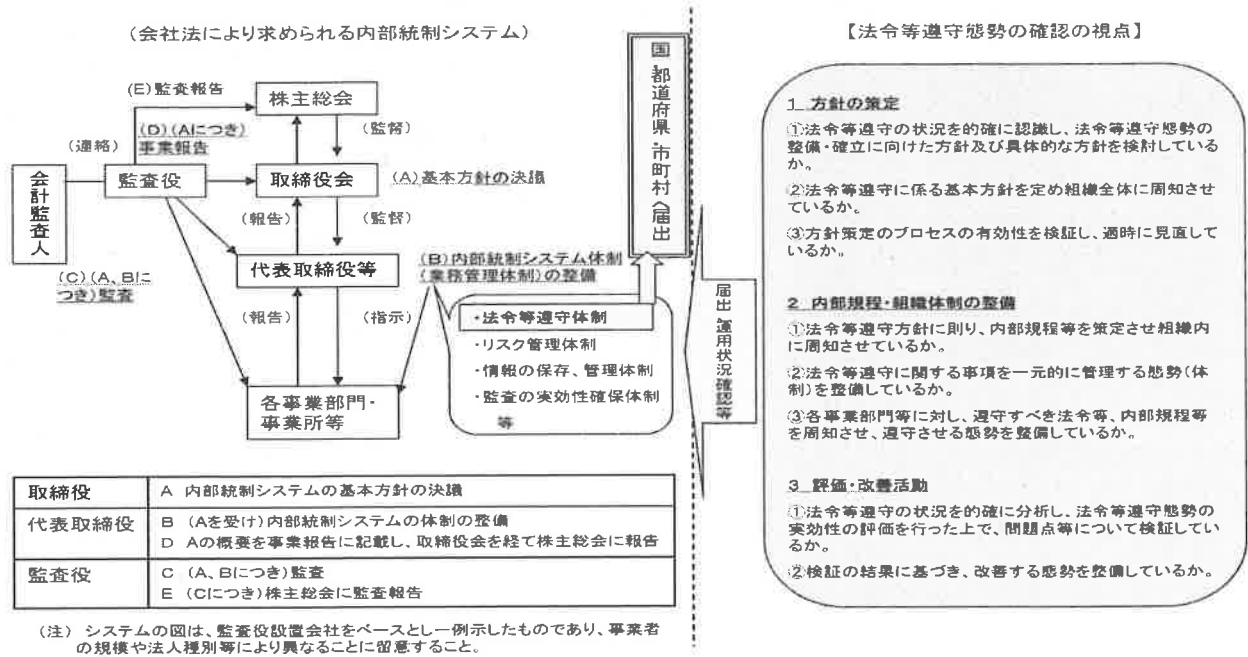 (会社法により求められる内部統制システム)
(E)監査報告
株主総会
(D)(Aにつき)
事業報告
(監督)
(連絡)
会計監査人
監査役
取締役会
(A)基本方針の決議
(報告)
(監督)
代表取締役等
(C)(A、Bに
つき)監査
(報告)
(指示)
各事業部門・
事業所等
(B)内部統制システム体制
(業務管理体制)の整備
・法令等遵守体制
・リスク管理体制
・情報の保存、管理体制
・監査の実効性確保体制
等
国 都道府県・市町村へ届出
届出・運用状況確認等
取締役
A 内部統制システムの基本方針の決議
代表取締役
B (Aを受け)内部統制システムの体制の整備
D Aの概要を事業報告に記載し、取締役会を経て株主総会に報告
監査役
C (A、Bにつき)監査
E (Cにつき)株主総会に監査報告
(注) システムの図は、監査役設置会社をベースとし一例示したものであり、事業者
の規模や法人種別等により異なることに留意すること。
【法令等遵守態勢の確認の視点】
1 方針の策定
①法令等遵守の状況を的確に認識し、法令等遵守態勢の
整備・確立に向けた方針及び具体的な方針を検討している
か。
②法令等遵守に係る基本方針を定め組織全体に周知させ
ているか。
③方針策定のプロセスの有効性を検証し、適時に見直して
いるか。
2 内部規程・組織体制の整備
①法令等遵守方針に則り、内部規程等を策定させ組織内
に周知させているか。
②法令等遵守に関する事項を一元的に管理する態勢(体
制)を整備しているか。
③各事業部門等に対し、遵守すべき法令等、内部規程等
を周知させ、遵守させる態勢を整備しているか。
3 評価・改善活動
①法令等遵守の状況を的確に分析し、法令等遵守態勢の
実効性の評価を行った上で、問題点等について検証してい
るか。
②検証の結果に基づき、改善する態勢を整備しているか。